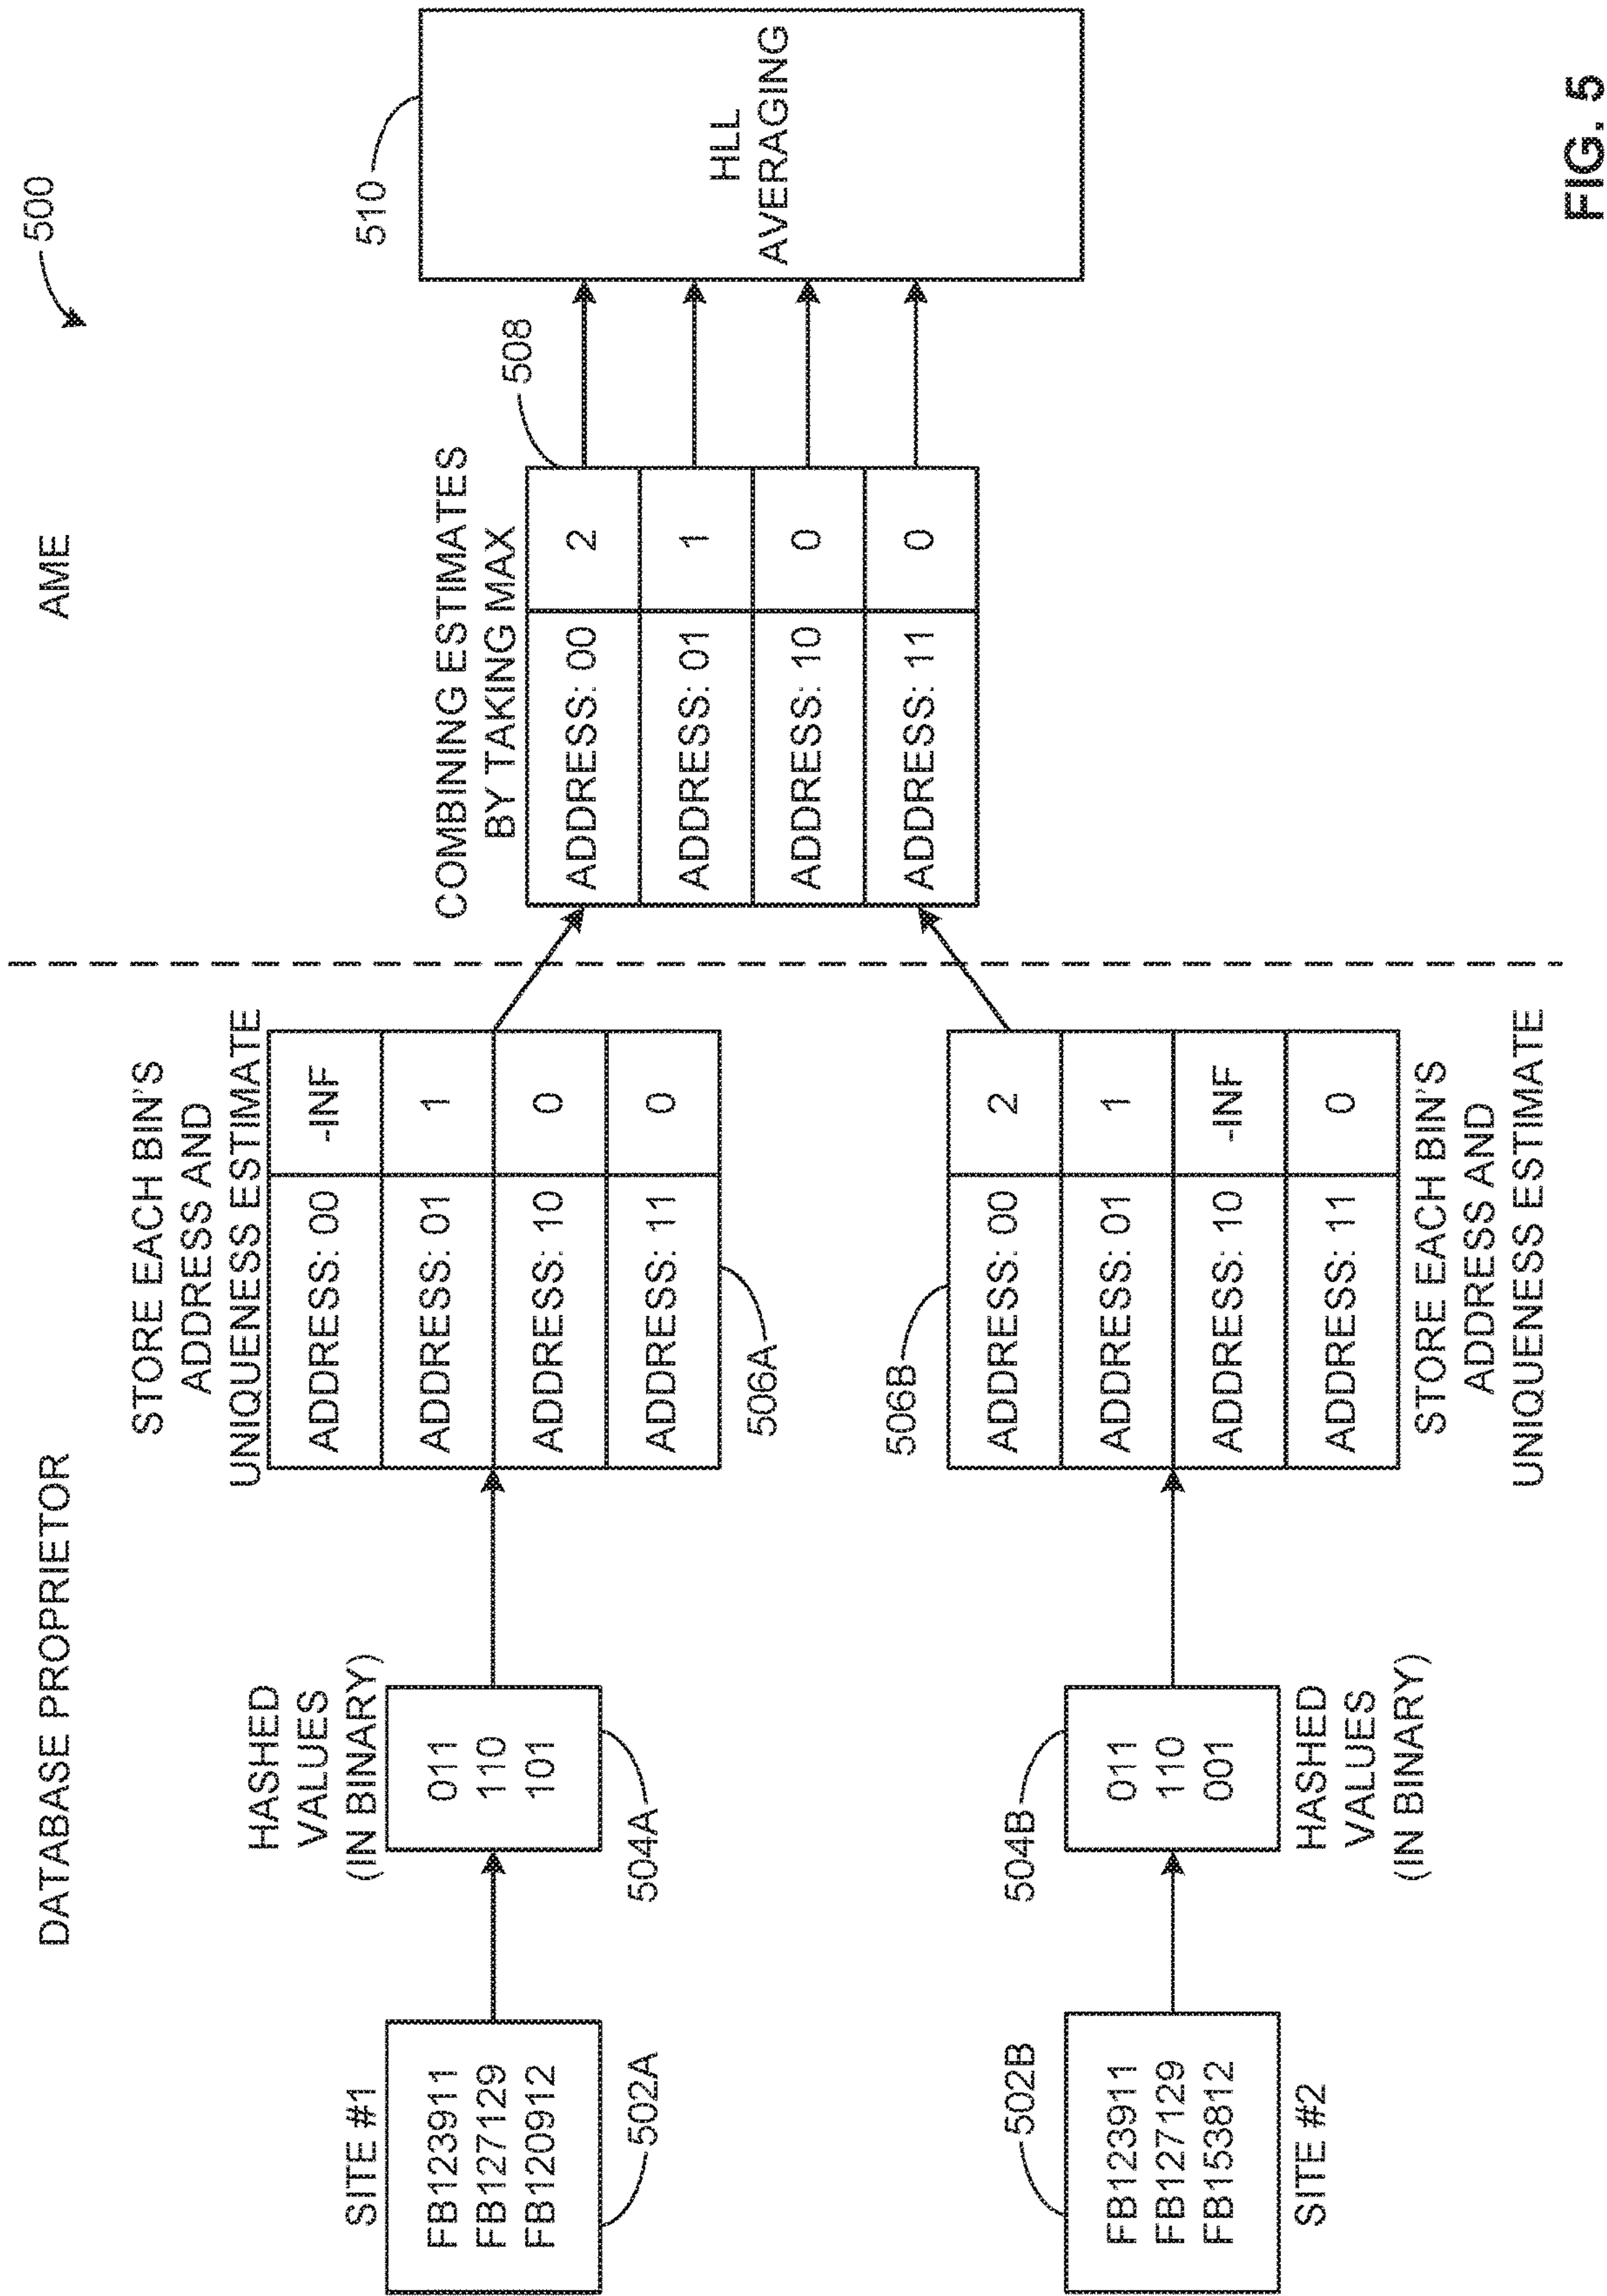 500
DATABASE PROPRIETOR
AME
SITE #1
FB123911
FB127129
FB120912
502A
HASHED
VALUES
(IN BINARY)
011
110
101
504A
STORE EACH BIN'S
ADDRESS AND
UNIQUENESS ESTIMATE
ADDRESS: 00 -INF
ADDRESS: 01 1
ADDRESS: 10 0
ADDRESS: 11 0
506A
COMBINING ESTIMATES
BY TAKING MAX
508
ADDRESS: 00 2
ADDRESS: 01 1
ADDRESS: 10 0
ADDRESS: 11 0
510
HLL
AVERAGING
502B
FB123911
FB127129
FB153812
SITE #2
504B
011
110
001
HASHED
VALUES
(IN BINARY)
506B
ADDRESS: 00 2
ADDRESS: 01 1
ADDRESS: 10 -INF
ADDRESS: 11 0
STORE EACH BIN'S
ADDRESS AND
UNIQUENESS ESTIMATE
FIG. 5